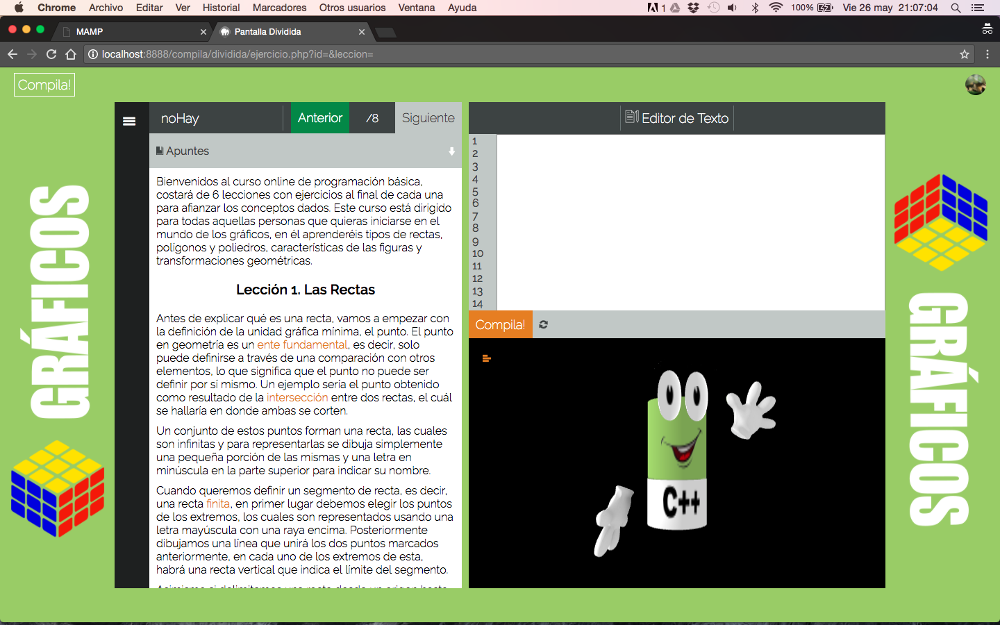 Chrome Archivo Editar Ver Historial Marcadores Otros usuarios Ventana Ayuda 1 100% Vie 26 may 21:07:04
MAMP
Pantalla Dividida
localhost:8888/compila/dividida/ejercicio.php?id=&leccion=
Compila!
GRÁFICOS
noHay
Anterior
/8
Siguiente
Apuntes
Bienvenidos al curso online de programación básica,
costará de 6 lecciones con ejercicios al final de cada una
para afianzar los conceptos dados. Este curso está dirigido
para todas aquellas personas que quieras iniciarse en el
mundo de los gráficos, en él aprenderéis tipos de rectas,
polígonos y poliedros, características de las figuras y
transformaciones geométricas.
Lección 1. Las Rectas
Antes de explicar qué es una recta, vamos a empezar con
la definición de la unidad gráfica mínima, el punto. El punto
en geometría es un ente fundamental, es decir, solo
puede definirse a través de una comparación con otros
elementos, lo que significa que el punto no puede ser
definir por sí mismo. Un ejemplo sería el punto obtenido
como resultado de la intersección entre dos rectas, el cuál
se hallaría en donde ambas se corten.
Un conjunto de estos puntos forman una recta, las cuales
son infinitas y para representarlas se dibuja simplemente
una pequeña porción de las mismas y una letra en
minúscula en la parte superior para indicar su nombre.
Cuando queremos definir un segmento de recta, es decir,
una recta finita, en primer lugar debemos elegir los puntos
de los extremos, los cuales son representados usando una
letra mayúscula con una raya encima. Posteriormente
dibujamos una línea que unirá los dos puntos marcados
anteriormente, en cada uno de los extremos de esta,
habrá una recta vertical que indica el límite del segmento.
Editor de Texto
1
2
3
4
5
6
7
8
9
10
11
12
13
14
Compila!
C++
GRÁFICOS